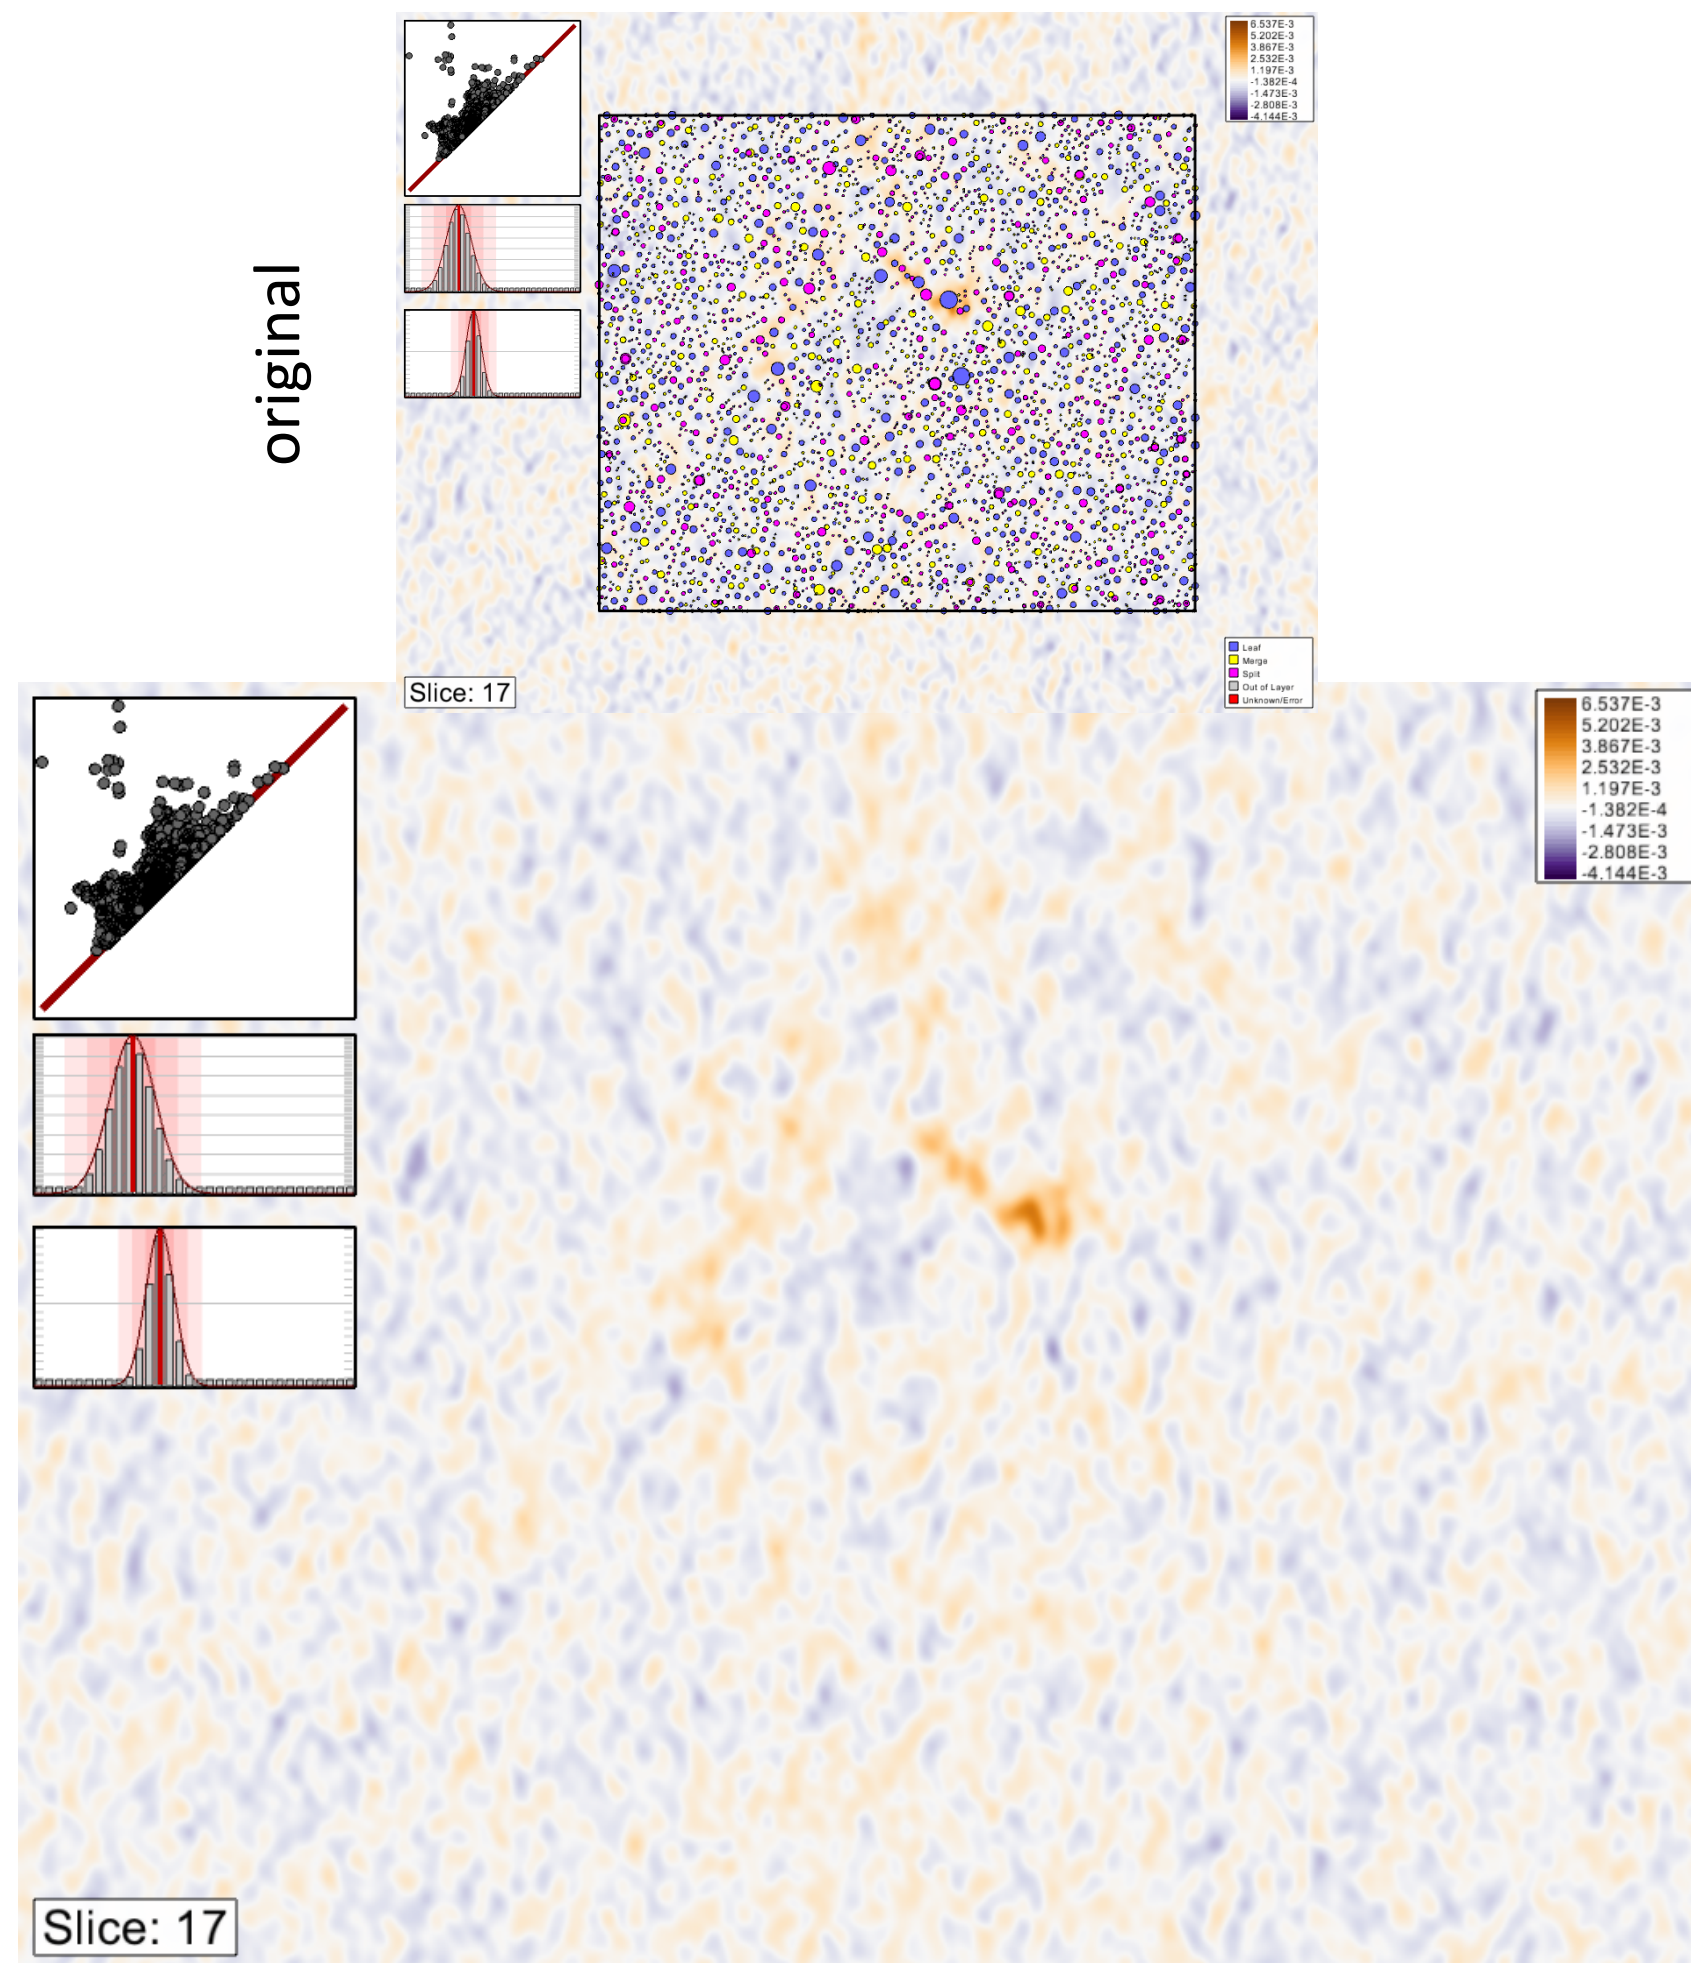 original
6.537E-3
5.202E-3
3.867E-3
2.532E-3
1.197E-3
-1.382E-4
-1.473E-3
-2.808E-3
-4.144E-3
Leaf
Merge
Split
Out of Layer
Unknown/Error
Slice: 17
6.537E-3
5.202E-3
3.867E-3
2.532E-3
1.197E-3
-1.382E-4
-1.473E-3
-2.808E-3
-4.144E-3
Slice: 17